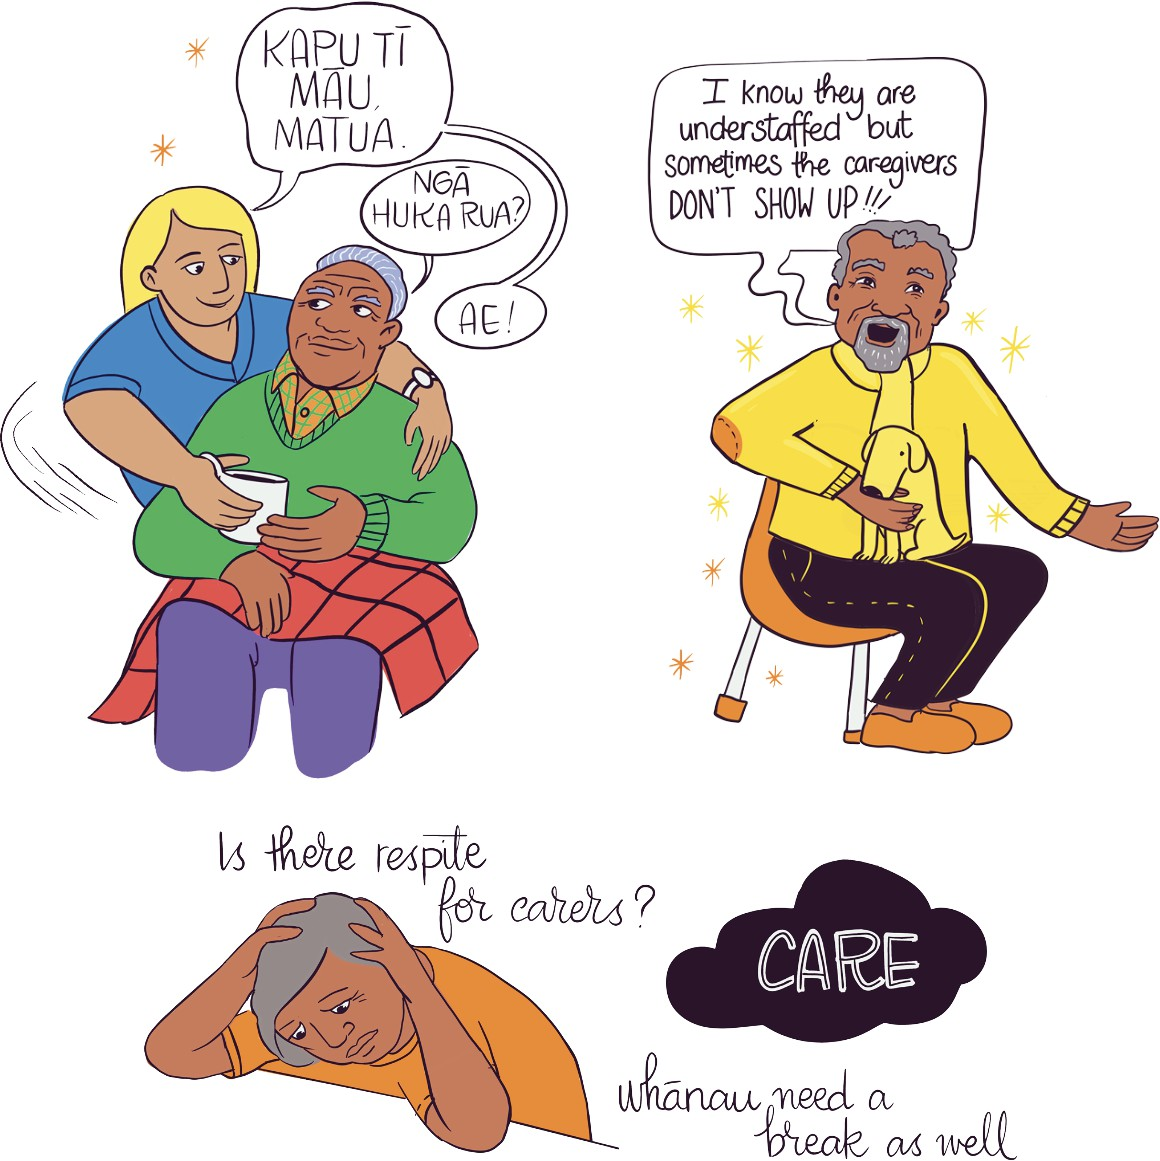 KAPU TĪ
MĀU,
MATUA.
NGĀ
HUKA RUA?
AE!
I know they are
understaffed but
sometimes the caregivers
DON'T SHOW UP!!!
Is there respite
for carers?
CARE
Whānau need a
break as well